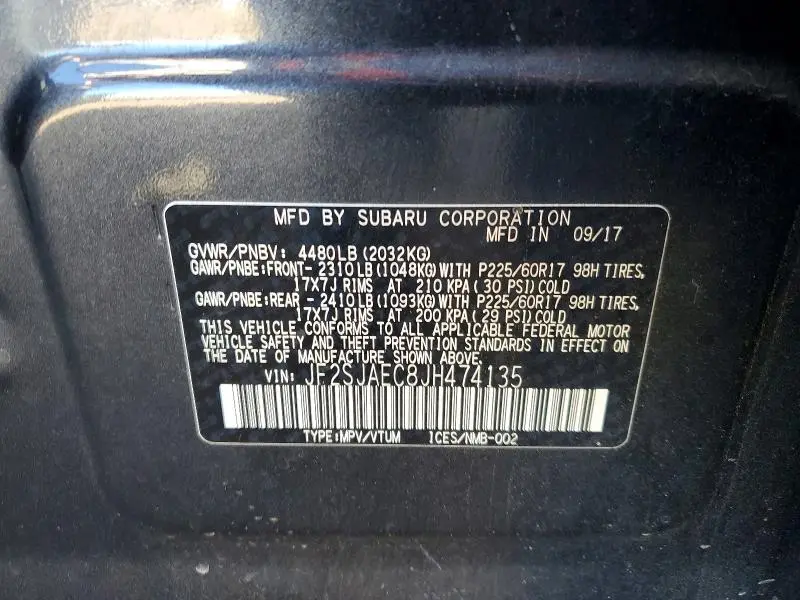 MFD BY SUBARU CORPORATION
MFD IN 09/17
GVWR/PNBV: 4480LB(2032KG)
GAWR/PNBE:FRONT- 2310LB(1048KG)WITH P225/60R17 98H TIRES,
17X7J RIMS AT 210 KPA(30 PSI)COLD
GAWR/PNBE:REAR - 2410LB(1093KG)WITH P225/60R17 98H TIRES,
17X7J RIMS AT 200 KPA(29 PSI)COLD
THIS VEHICLE CONFORMS TO ALL APPLICABLE FEDERAL MOTOR
VEHICLE SAFETY AND THEFT PREVENTION STANDARDS IN EFFECT ON
THE DATE OF MANUFACTURE SHOWN ABOVE.
VIN: JF2SJAEC8JH474135
TYPE:MPV/VTUM ICES/NMB-002